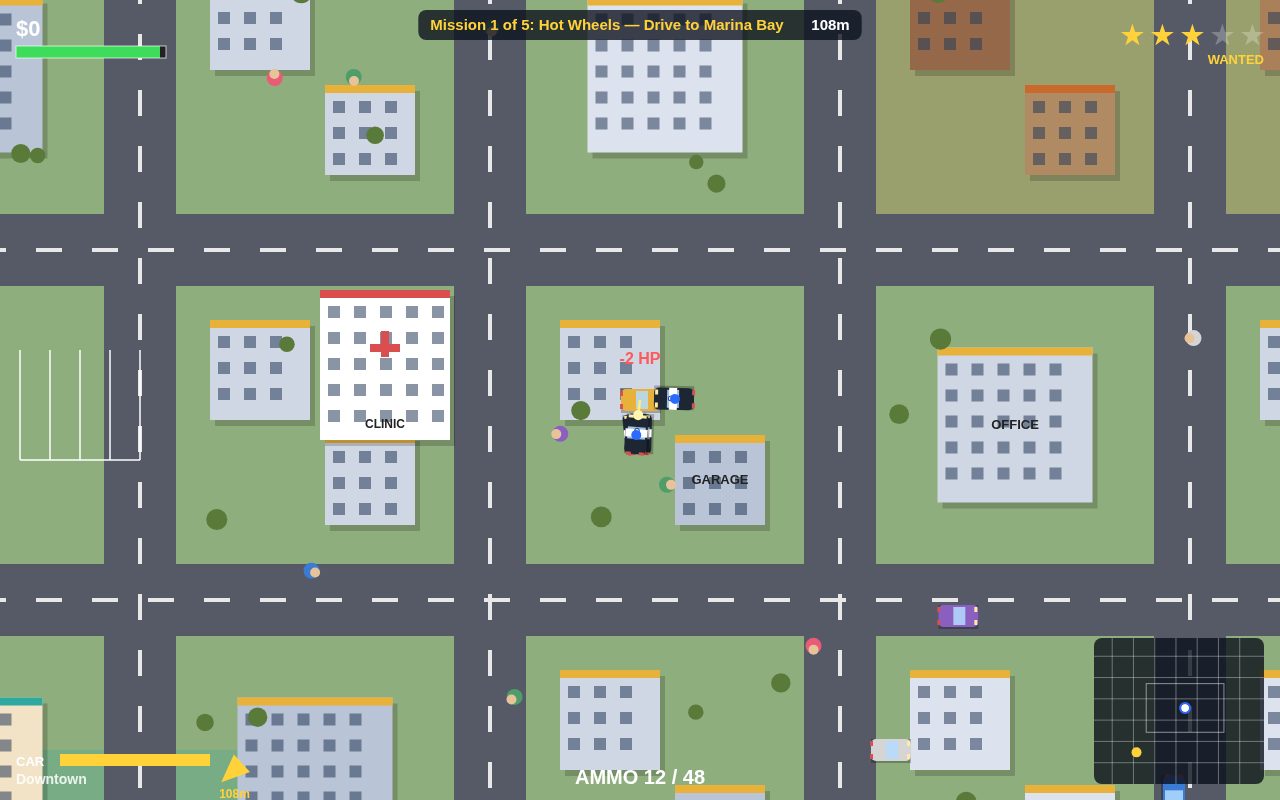 $0
Mission 1 of 5: Hot Wheels — Drive to Marina Bay 108m
WANTED
-2 HP
CLINIC
OFFICE
GARAGE
CAR
Downtown
108m
AMMO 12 / 48